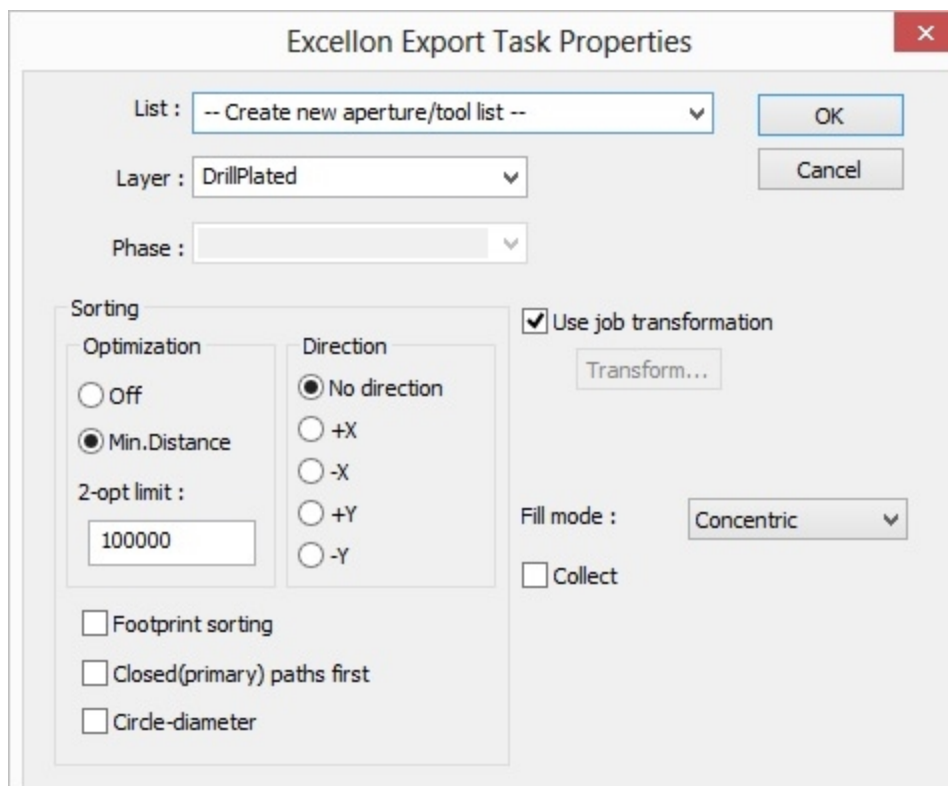 Excellon Export Task Properties
List : -- Create new aperture/tool list --
OK
Layer : DrillPlated
Cancel
Phase :
Sorting
Use job transformation
Optimization
Direction
Transform...
Off
No direction
+X
Min.Distance
-X
2-opt limit :
+Y
Fill mode : Concentric
100000
-Y
Collect
Footprint sorting
Closed(primary) paths first
Circle-diameter